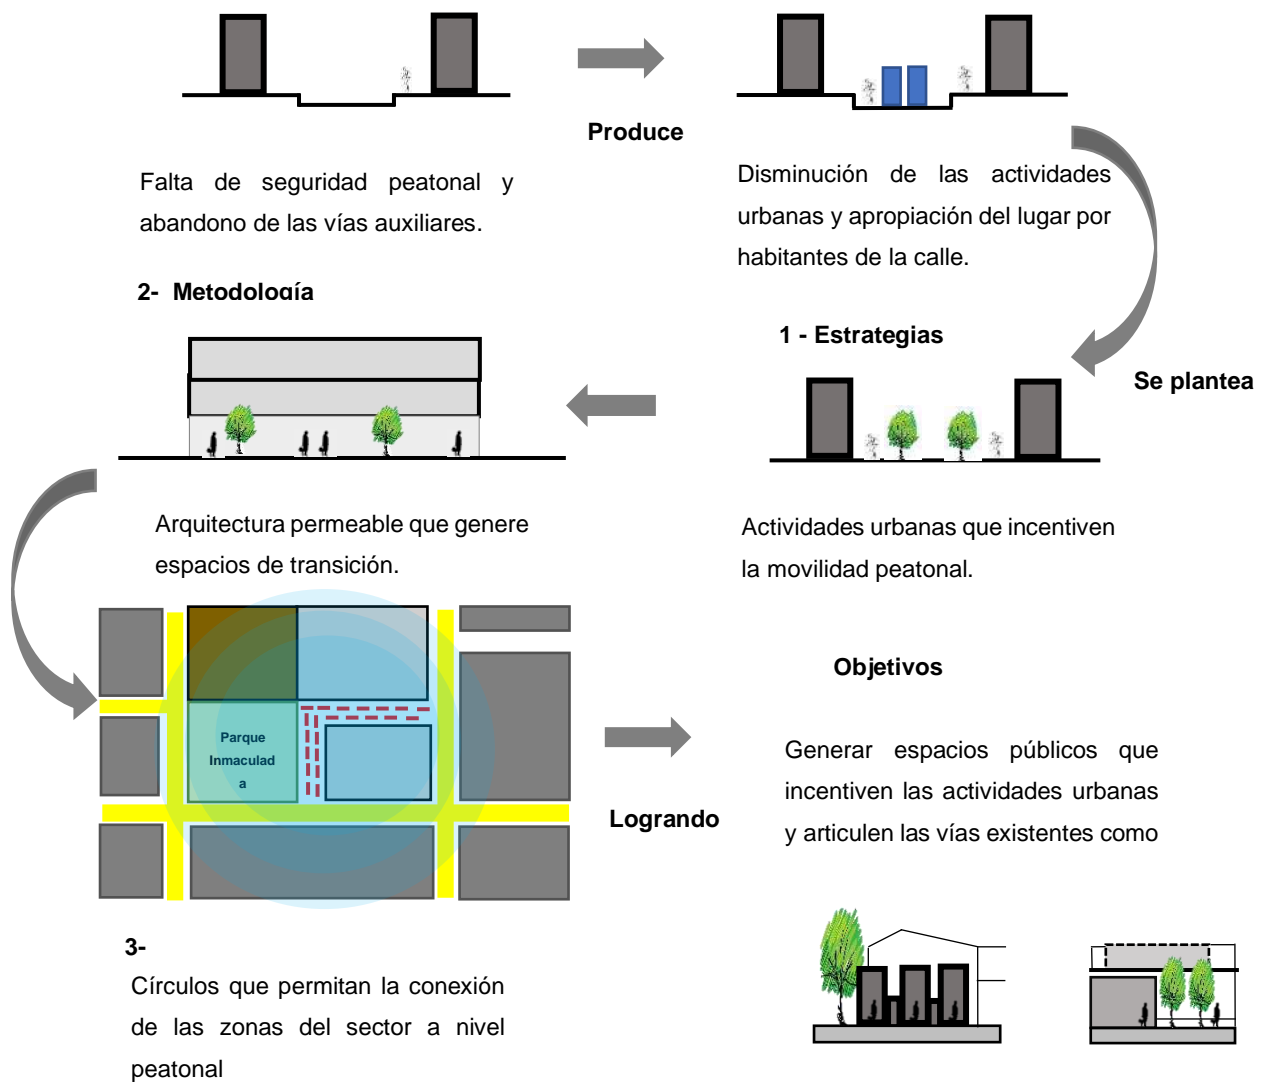 Produce
Falta de seguridad peatonal y
abandono de las vías auxiliares.
Disminución de las actividades
urbanas y apropiación del lugar por
habitantes de la calle.
Se plantea
1 - Estrategias
Actividades urbanas que incentiven
la movilidad peatonal.
2- Metodología
Arquitectura permeable que genere
espacios de transición.
Parque
Inmaculad
a
3-
Círculos que permitan la conexión
de las zonas del sector a nivel
peatonal
Logrando
Objetivos
Generar espacios públicos que
incentiven las actividades urbanas
y articulen las vías existentes como